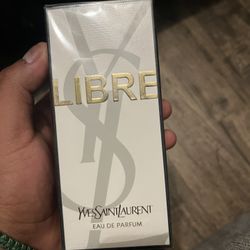 LIBRE
YVESSAINTLAURENT
EAU DE PARFUM